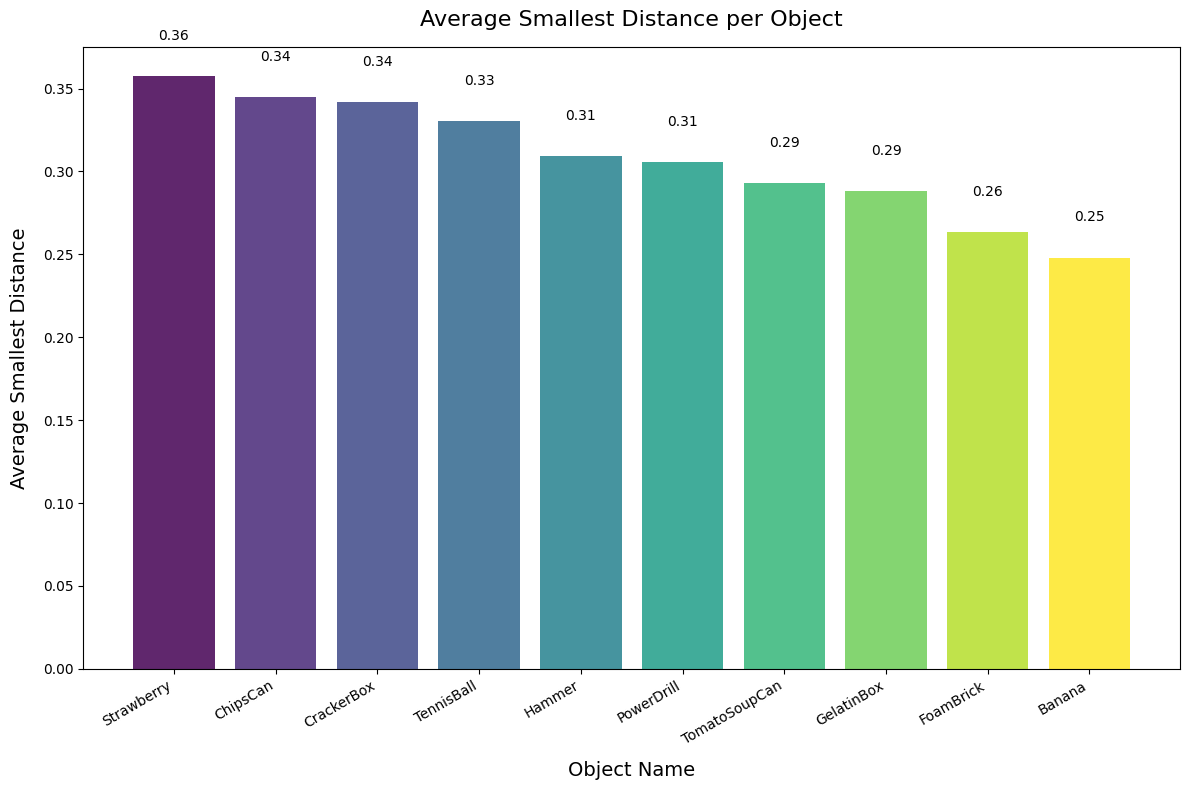 Average Smallest Distance per Object
0.36
0.34
0.34
0.33
0.31
0.31
0.29
0.29
0.26
0.25
Average Smallest Distance
0.35
0.30
0.25
0.20
0.15
0.10
0.05
0.00
Strawberry
ChipsCan
CrackerBox
TennisBall
Hammer
PowerDrill
TomatoSoupCan
GelatinBox
FoamBrick
Banana
Object Name